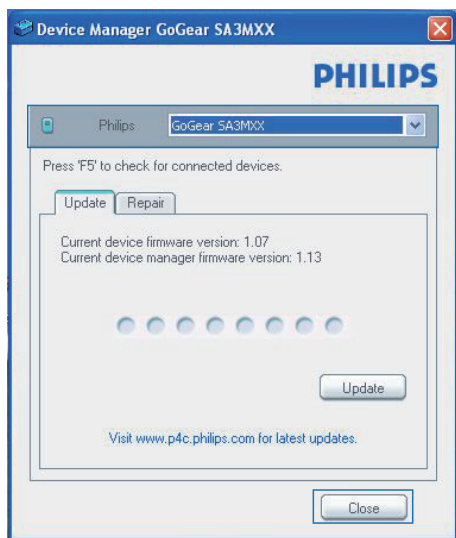 Device Manager GoGear SA3MXX
PHILIPS
Philips GoGear SA3MXX
Press 'F5' to check for connected devices.
Update Repair
Current device firmware version: 1.07
Current device manager firmware version: 1.13
Update
Visit www.p4c.philips.com for latest updates.
Close